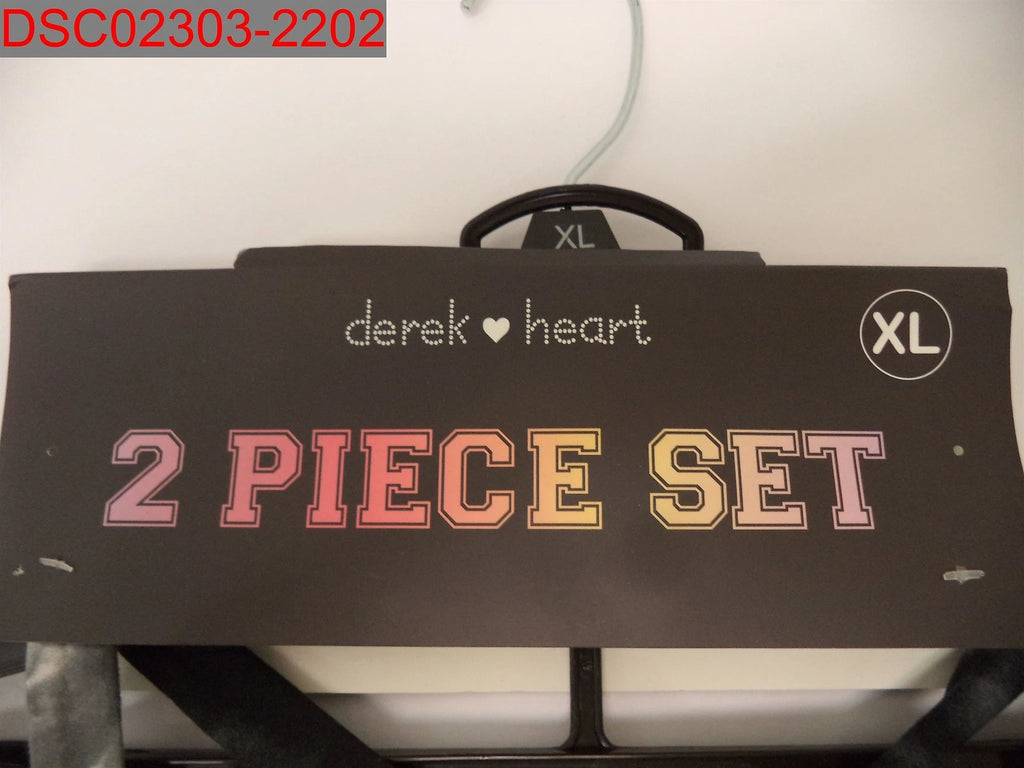 DSC02303-2202
XL
derek heart
XL
2 PIECE SET